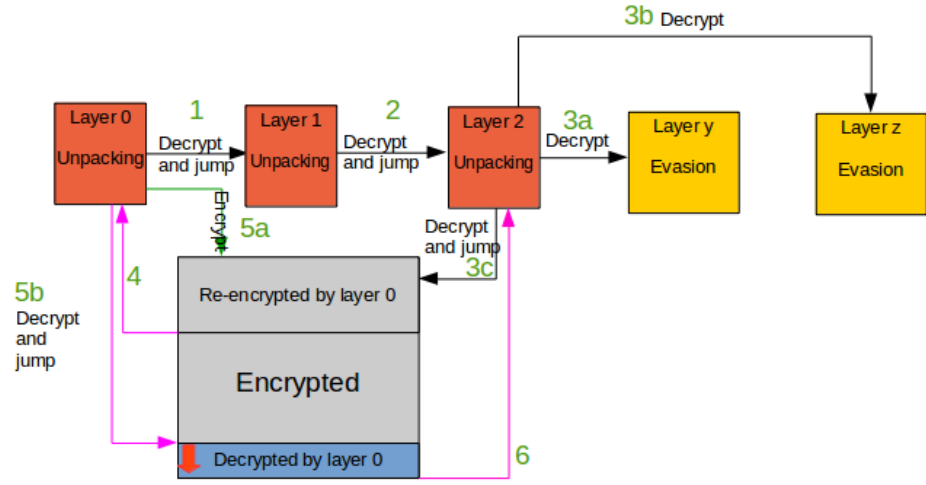 3b Decrypt
1
2
3a
Layer 0
Unpacking
Decrypt
and jump
Layer 1
Unpacking
Decrypt
and jump
Layer 2
Unpacking
Decrypt
Layer y
Evasion
Layer z
Evasion
Encrypt
5a
Decrypt
and jump
3c
4
5b
Decrypt
and
jump
Re-encrypted by layer 0
Encrypted
Decrypted by layer 0
6